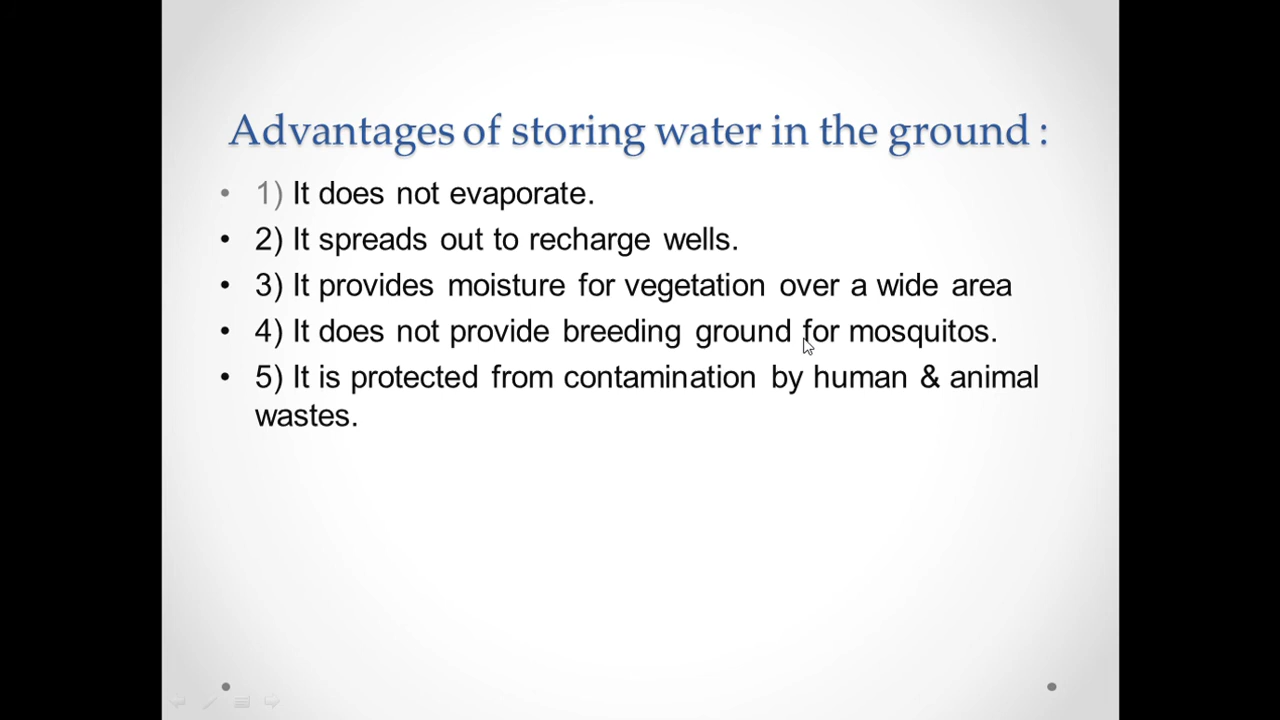 Advantages of storing water in the ground :
• 1) It does not evaporate.
• 2) It spreads out to recharge wells.
• 3) It provides moisture for vegetation over a wide area
• 4) It does not provide breeding ground for mosquitos.
• 5) It is protected from contamination by human & animal
wastes.